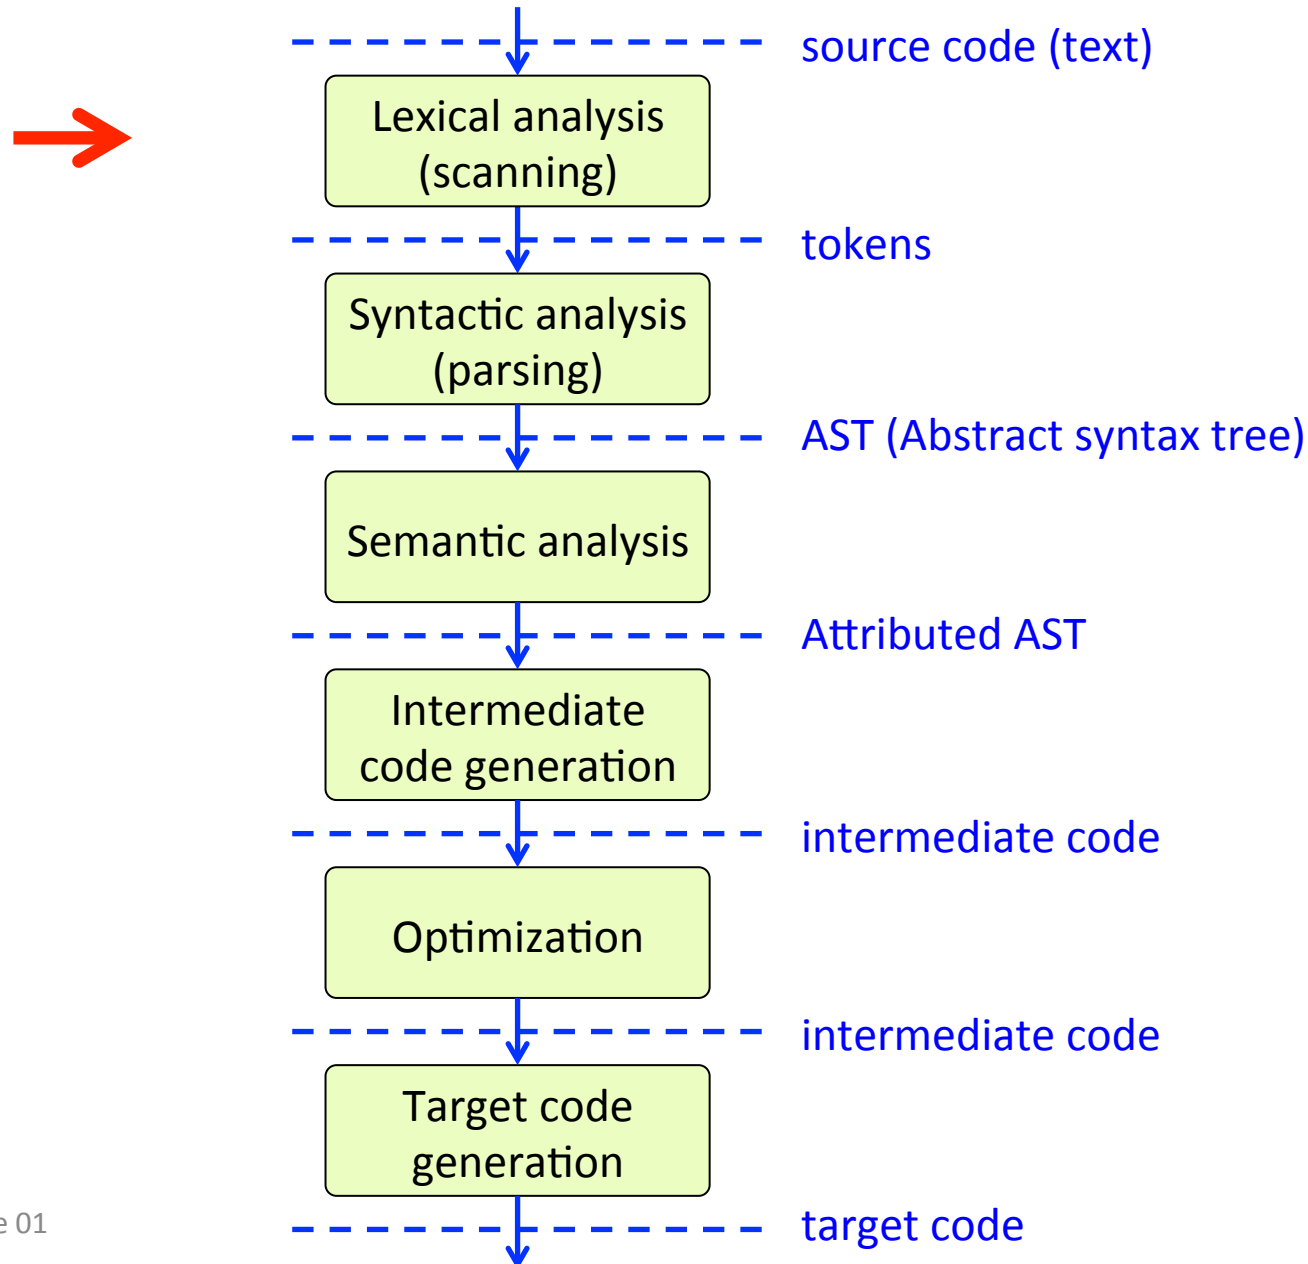 source code (text)
Lexical analysis
(scanning)
tokens
Syntactic analysis
(parsing)
AST (Abstract syntax tree)
Semantic analysis
Attributed AST
Intermediate
code generation
intermediate code
Optimization
intermediate code
Target code
generation
target code
e 01